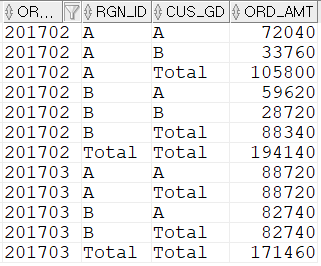 OR... RGN_ID CUS_GD ORD_AMT
201702 A A 72040
201702 A B 33760
201702 A Total 105800
201702 B A 59620
201702 B B 28720
201702 B Total 88340
201702 Total Total 194140
201703 A A 88720
201703 A Total 88720
201703 B A 82740
201703 B Total 82740
201703 Total Total 171460